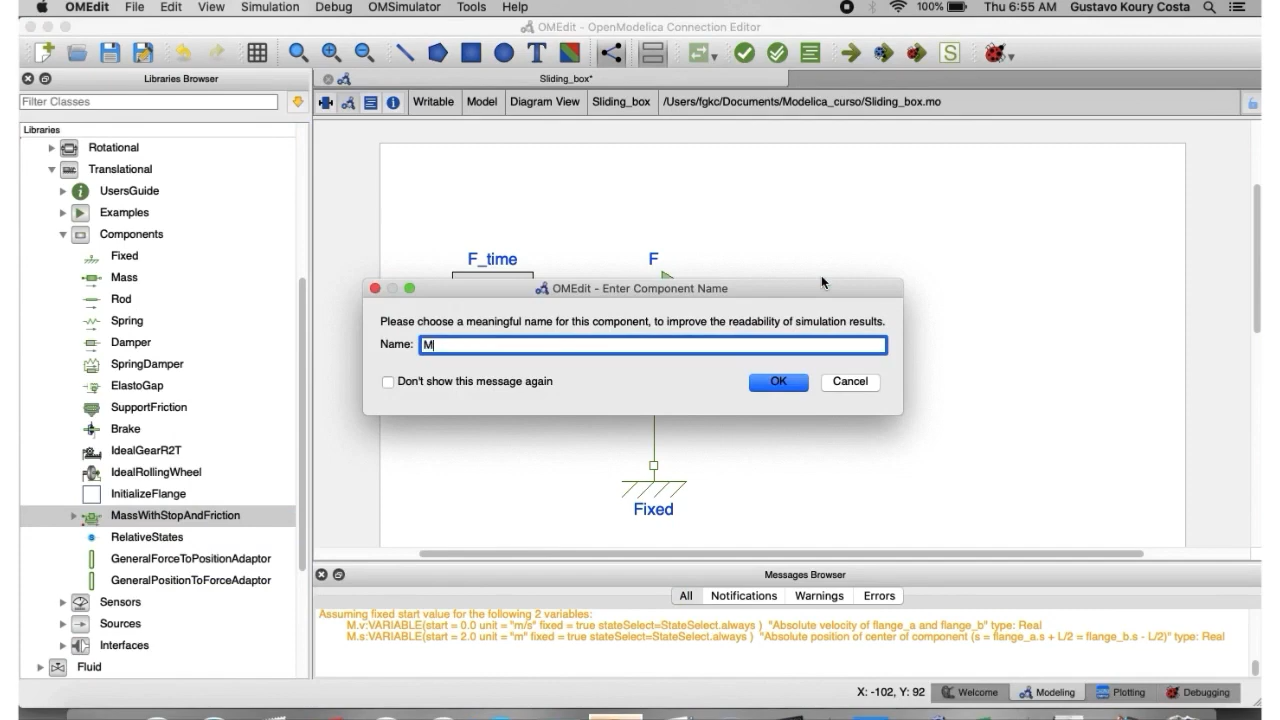 OMEdit File Edit View Simulation Debug OMSimulator Tools Help 100% Thu 6:55 AM Gustavo Koury Costa
OMEdit - OpenModelica Connection Editor
Libraries Browser
Sliding_box*
Filter Classes
Writable Model Diagram View Sliding_box /Users/fgkc/Documents/Modelica_curso/Sliding_box.mo
Libraries
Rotational
Translational
UsersGuide
Examples
Components
Fixed
Mass
Rod
Spring
Damper
SpringDamper
ElastoGap
SupportFriction
Brake
IdealGearR2T
IdealRollingWheel
InitializeFlange
MassWithStopAndFriction
RelativeStates
GeneralForceToPositionAdaptor
GeneralPositionToForceAdaptor
Sensors
Sources
Interfaces
Fluid
F_time F
OMEdit - Enter Component Name
Please choose a meaningful name for this component, to improve the readability of simulation results.
Name: M
Don't show this message again
OK Cancel
Fixed
Messages Browser
All Notifications Warnings Errors
Assuming fixed start value for the following 2 variables:
M.v:VARIABLE(start = 0.0 unit = "m/s" fixed = true stateSelect=StateSelect.always ) "Absolute velocity of flange_a and flange_b" type: Real
M.s:VARIABLE(start = 2.0 unit = "m" fixed = true stateSelect=StateSelect.always ) "Absolute position of center of component (s = flange_a.s + L/2 = flange_b.s - L/2)" type: Real
X: -102, Y: 92 Welcome Modeling Plotting Debugging